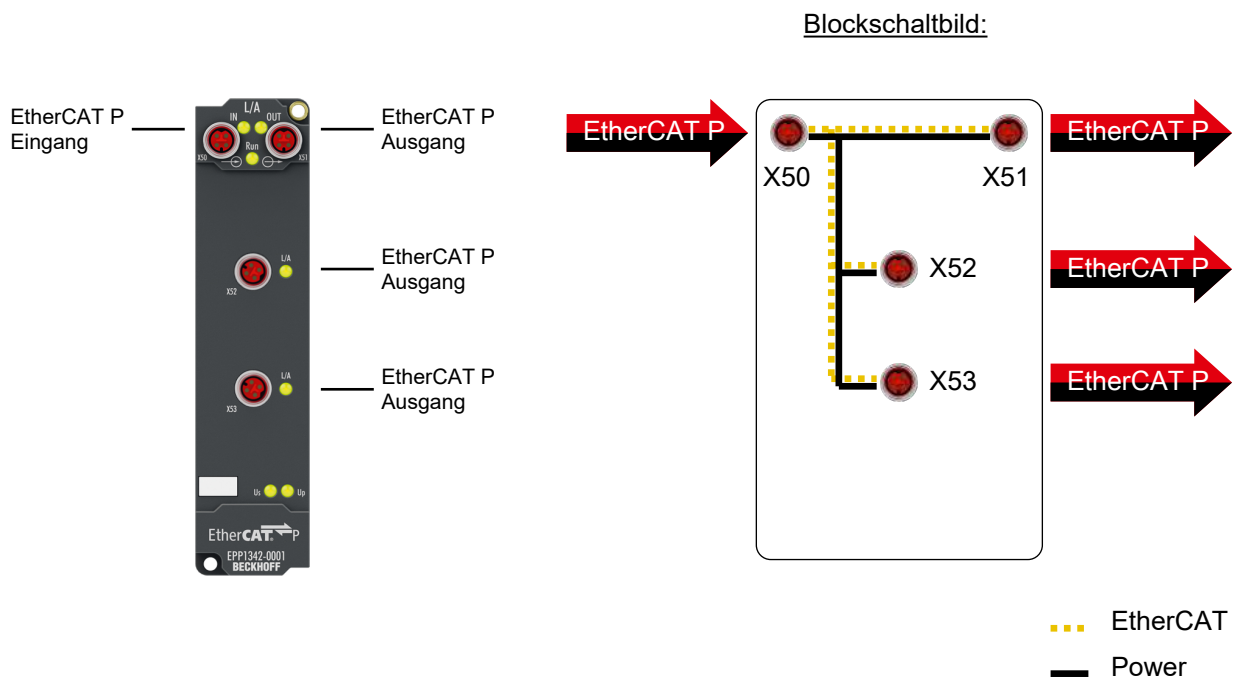 Blockschaltbild:
EtherCAT P
Eingang
L/A
IN
OUT
X50
Run
X51
EtherCAT P
Ausgang
L/A
X52
EtherCAT P
Ausgang
L/A
X53
EtherCAT P
Ausgang
Us
Up
EtherCAT P
EPP1342-0001
BECKHOFF
EtherCAT P
X50
X51
EtherCAT P
X52
EtherCAT P
X53
EtherCAT P
EtherCAT
Power